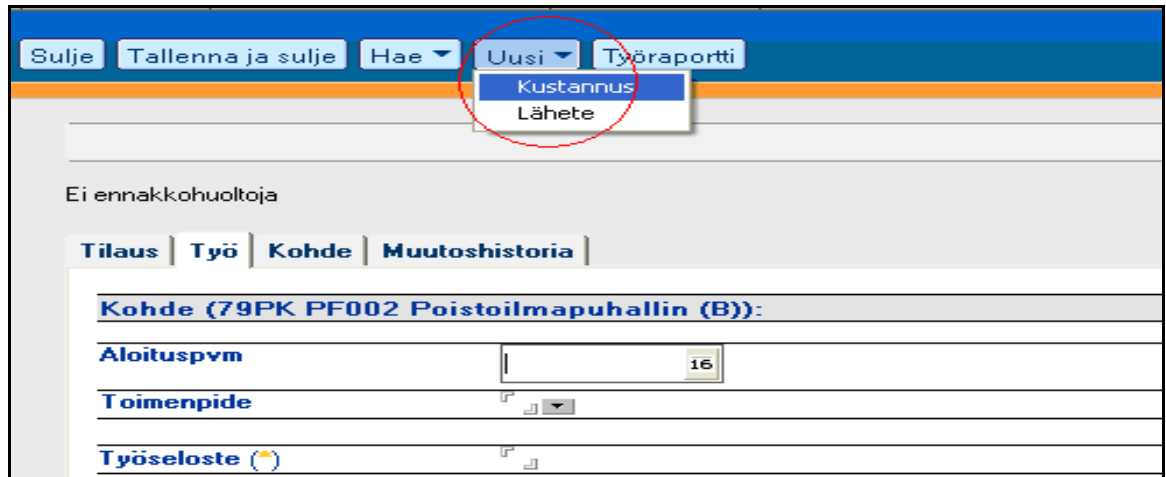 Sulje Tallenna ja sulje Hae Uusi Työraportti
Kustannus
Lähete
Ei ennakkohuoltoja
Tilaus Työ Kohde Muutoshistoria
Kohde (79PK PF002 Poistoilmapuhallin (B)):
Aloituspvm 16
Toimenpide
Työseloste (*)